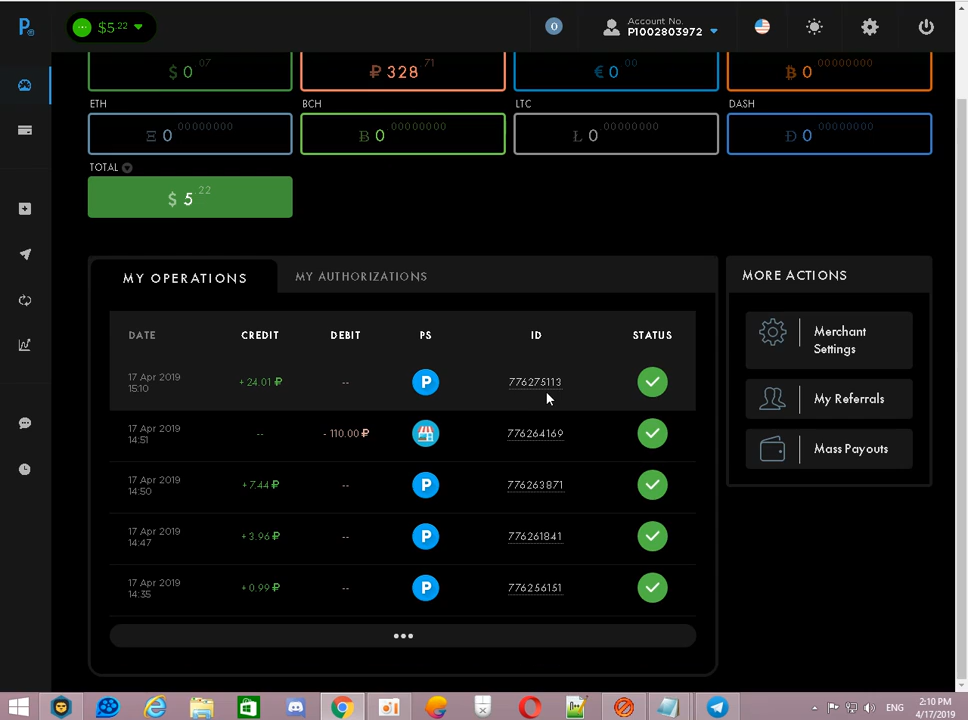 P®
$5 22
0
Account No.
P1002803972
$ 0 07
₽ 328 71
€ 0 00
Ƀ 0 00000000
ETH
BCH
LTC
DASH
Ξ 0 00000000
Ƀ 0 00000000
Ł 0 00000000
Đ 0 00000000
TOTAL
$ 5 22
MY OPERATIONS
MY AUTHORIZATIONS
MORE ACTIONS
DATE CREDIT DEBIT PS ID STATUS
17 Apr 2019
15:10
+ 24.01 ₽ -- P 776275113
17 Apr 2019
14:51
-- - 110.00 ₽ 776264169
17 Apr 2019
14:50
+ 7.44 ₽ -- P 776263871
17 Apr 2019
14:47
+ 3.96 ₽ -- P 776261841
17 Apr 2019
14:35
+ 0.99 ₽ -- P 776256151
•••
Merchant
Settings
My Referrals
Mass Payouts
ENG
2:10 PM
4/17/2019